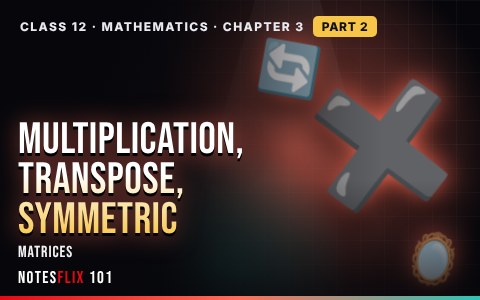 CLASS 12 · MATHEMATICS · CHAPTER 3 PART 2
MULTIPLICATION,
TRANSPOSE,
SYMMETRIC
MATRICES
NOTESFLIX 101